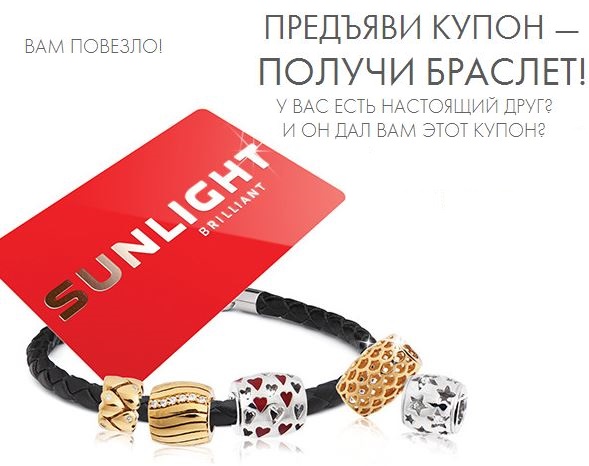 ВАМ ПОВЕЗЛО!
ПРЕДЪЯВИ КУПОН —
ПОЛУЧИ БРАСЛЕТ!
У ВАС ЕСТЬ НАСТОЯЩИЙ ДРУГ?
И ОН ДАЛ ВАМ ЭТОТ КУПОН?
SUNLIGHT
BRILLIANT